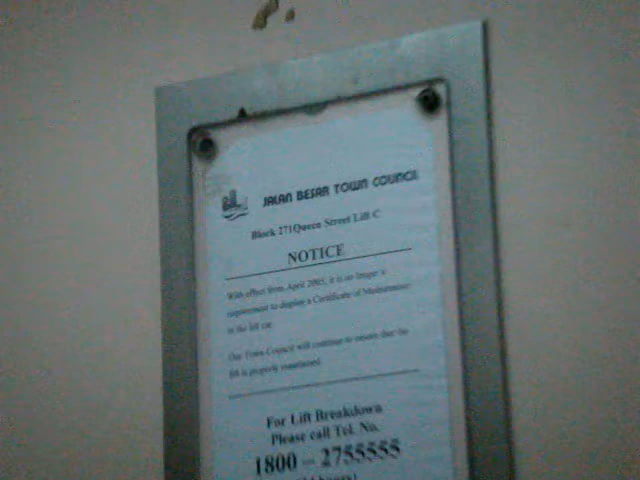 JALAN BESAR TOWN COUNCIL
Block 271Queen Street Lift C
NOTICE
With effect from April 2005, it is no longer a
requirement to display a Certificate of Maintenance
in the lift car.
Our Town Council will continue to ensure that the
lift is properly maintained.
For Lift Breakdown
Please call Tel. No.
1800 - 2755555
hours)